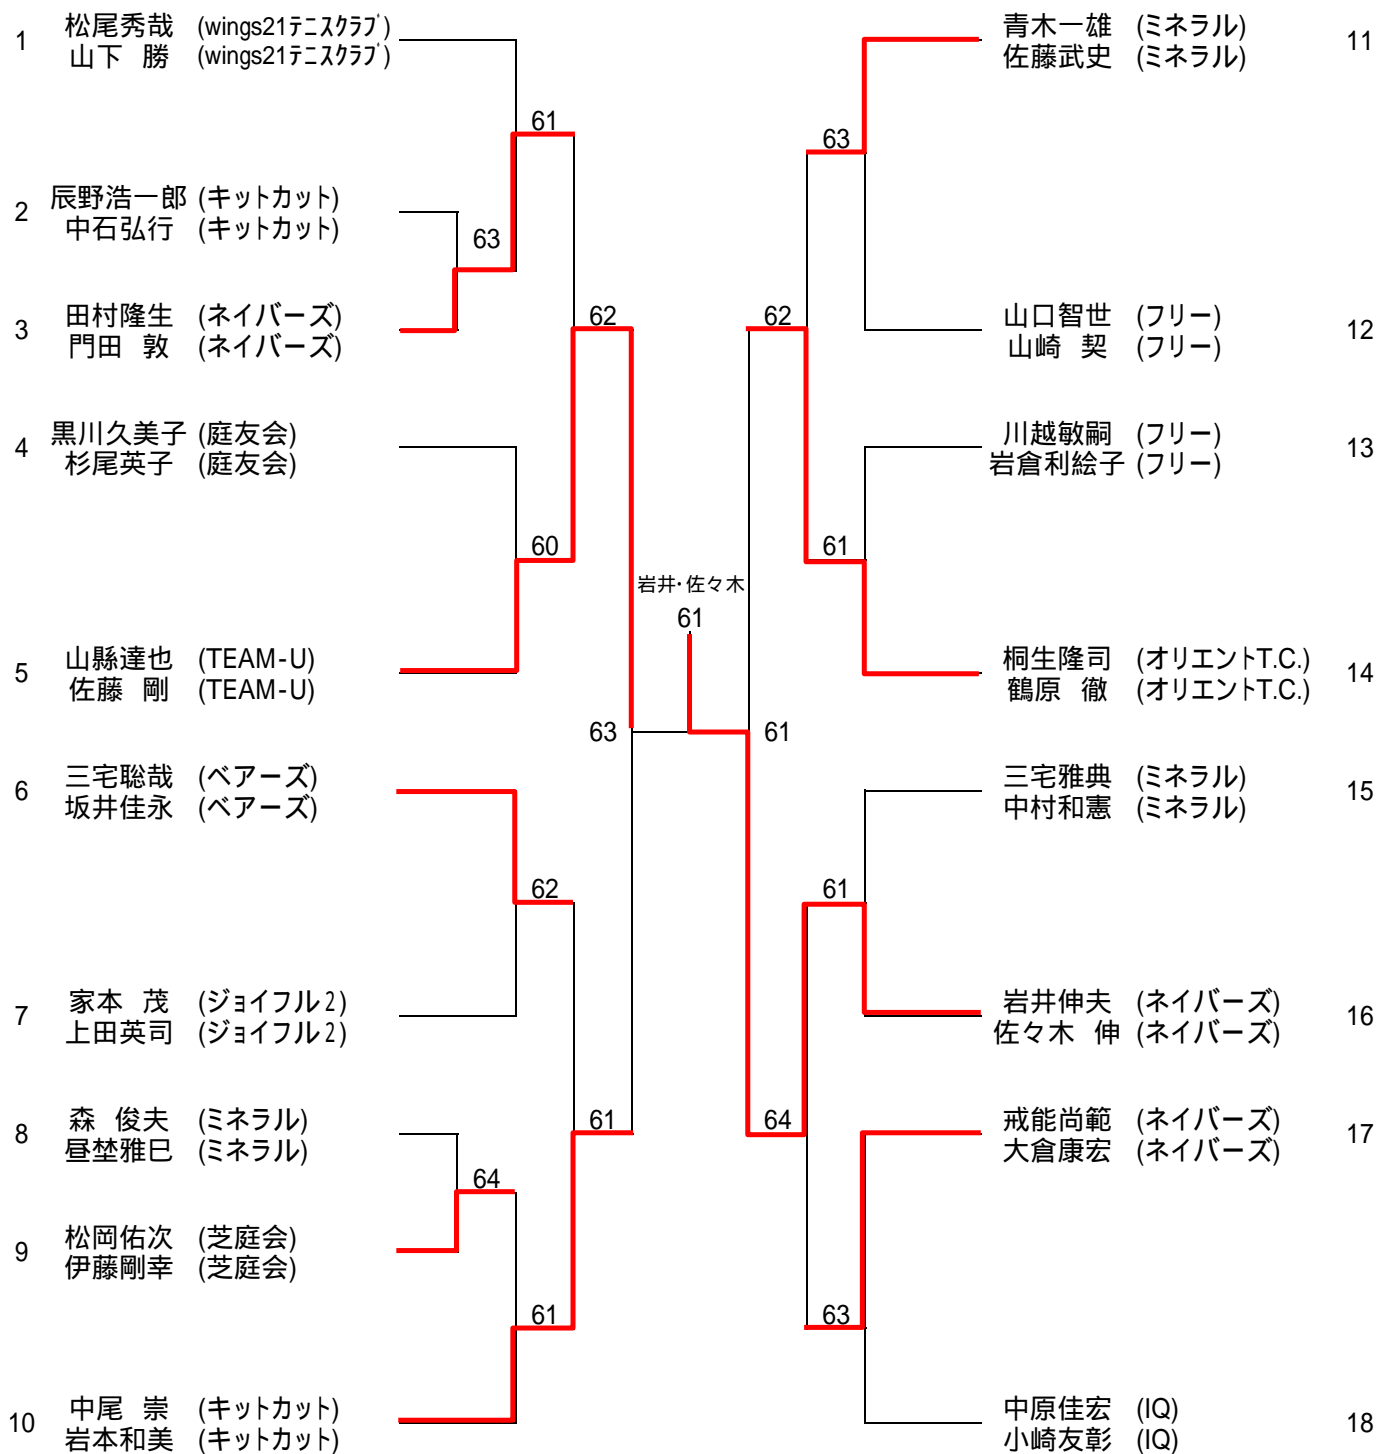 1 松尾秀哉 (wings21テニスクラブ)
山下 勝 (wings21テニスクラブ)
61
2 辰野浩一郎 (キットカット)
中石弘行 (キットカット)
63
3 田村隆生 (ネイバーズ)
門田 敦 (ネイバーズ)
62
4 黒川久美子 (庭友会)
杉尾英子 (庭友会)
60
5 山縣達也 (TEAM-U)
佐藤 剛 (TEAM-U)
63
6 三宅聡哉 (ベアーズ)
坂井佳永 (ベアーズ)
62
7 家本 茂 (ジョイフル2)
上田英司 (ジョイフル2)
8 森 俊夫 (ミネラル)
昼埜雅巳 (ミネラル)
61
64
9 松岡佑次 (芝庭会)
伊藤剛幸 (芝庭会)
61
10 中尾 崇 (キットカット)
岩本和美 (キットカット)
岩井・佐々木
61
青木一雄 (ミネラル) 11
佐藤武史 (ミネラル)
63
山口智世 (フリー) 12
山崎 契 (フリー)
62
川越敏嗣 (フリー) 13
岩倉利絵子 (フリー)
61
桐生隆司 (オリエントT.C.) 14
鶴原 徹 (オリエントT.C.)
61
三宅雅典 (ミネラル) 15
中村和憲 (ミネラル)
61
岩井伸夫 (ネイバーズ) 16
佐々木 伸 (ネイバーズ)
64
戒能尚範 (ネイバーズ) 17
大倉康宏 (ネイバーズ)
63
中原佳宏 (IQ) 18
小崎友彰 (IQ)